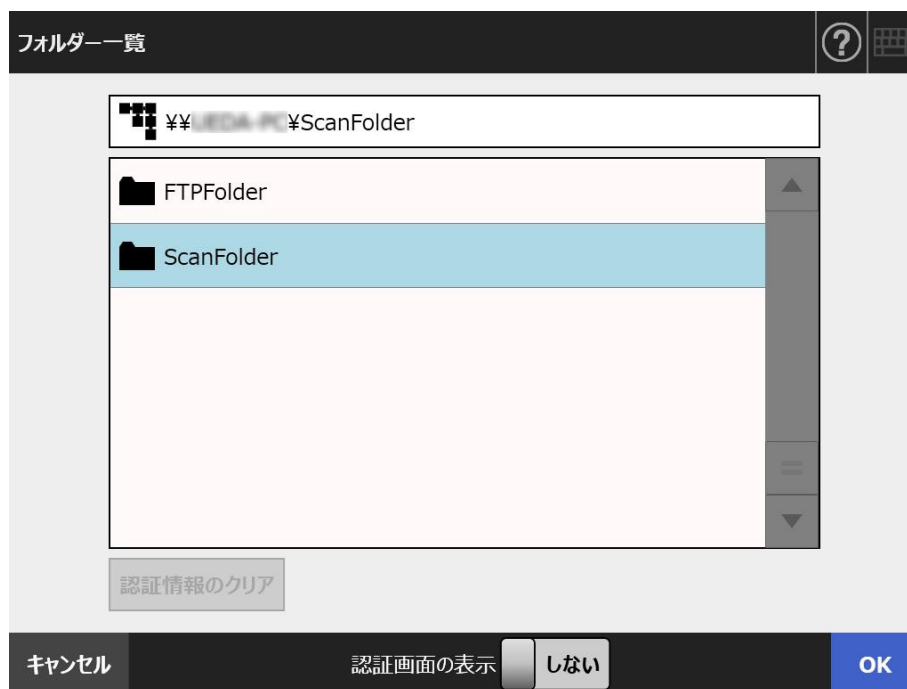 フォルダー一覧
¥¥ ¥ScanFolder
FTPFolder
ScanFolder
認証情報のクリア
キャンセル 認証画面の表示 しない OK